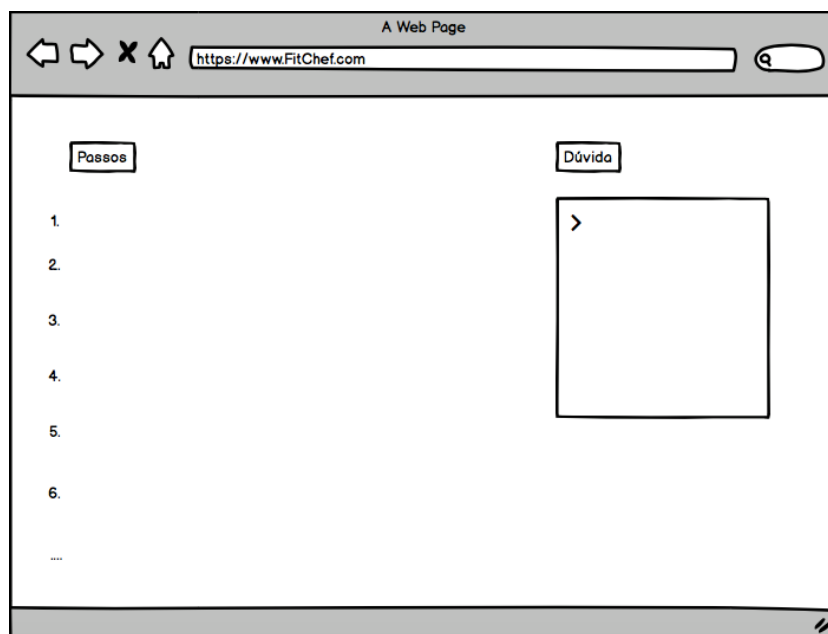 A Web Page
https://www.FitChef.com
Passos
Dúvida
1.
2.
3.
4.
5.
6.
....